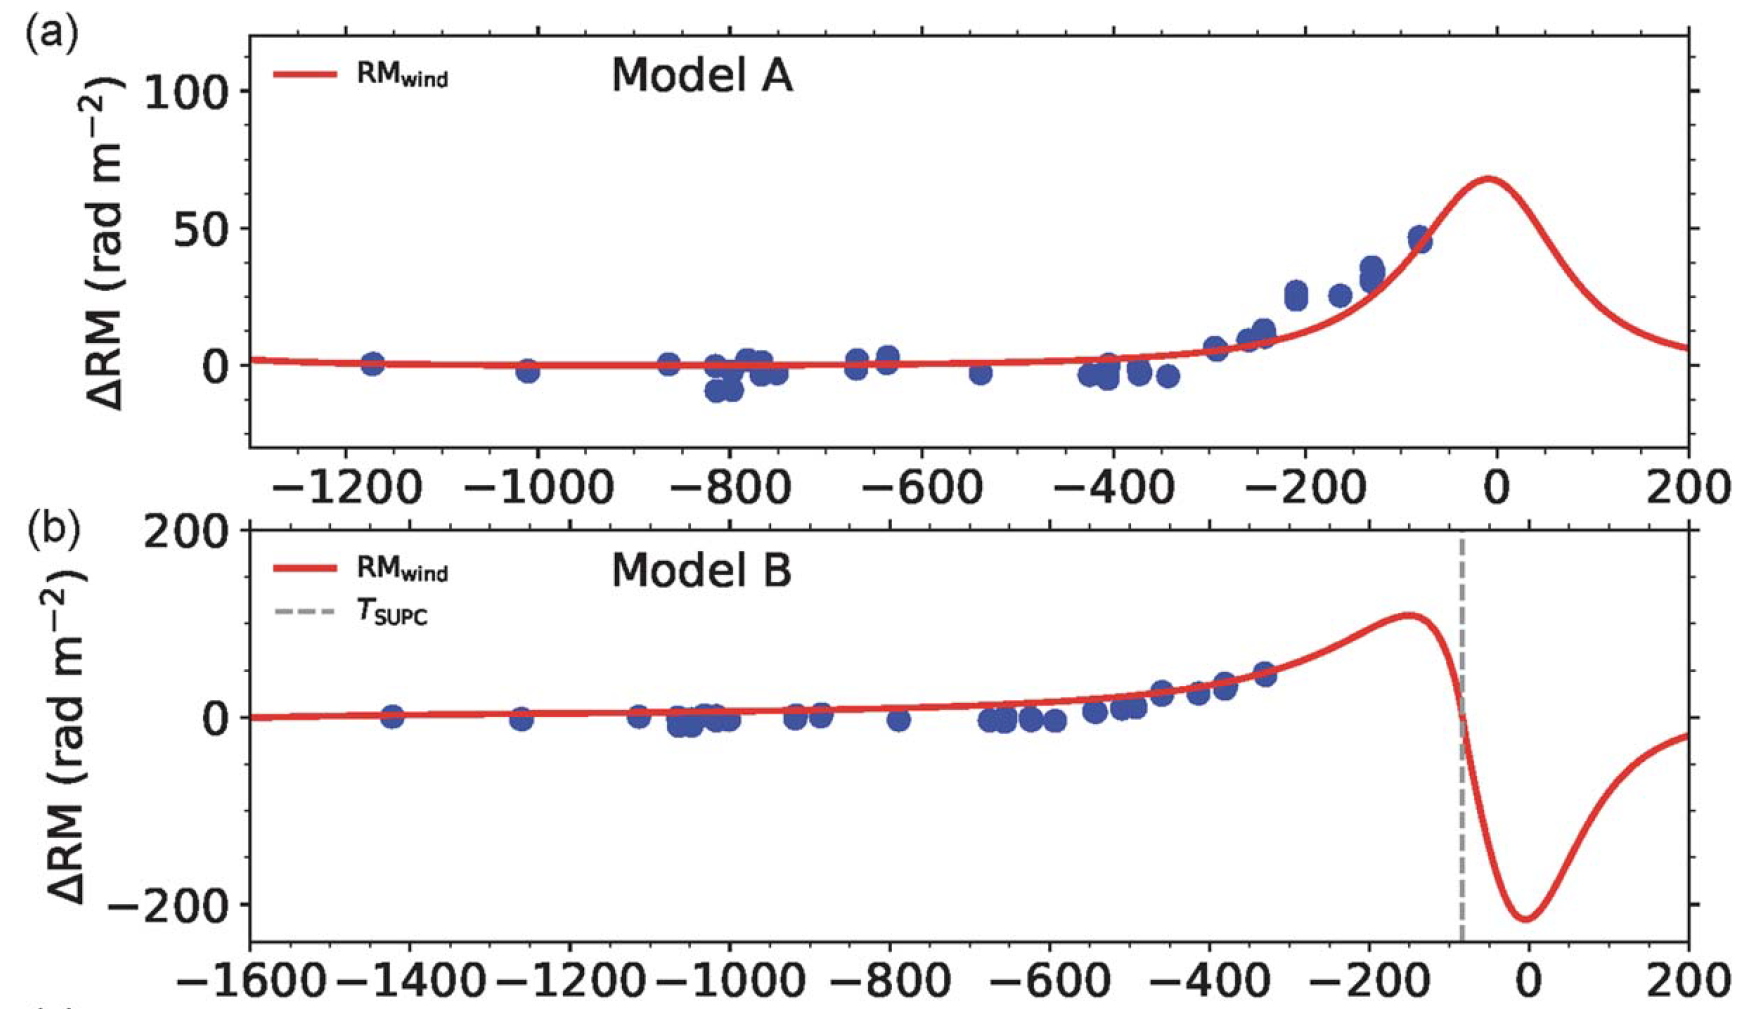 (a)
RMwind
Model A
ΔRM (rad m−2)
100
50
0
−1200 −1000 −800 −600 −400 −200 0 200
(b)
RMwind
TSUPC
Model B
ΔRM (rad m−2)
200
0
−200
−1600 −1400 −1200 −1000 −800 −600 −400 −200 0 200